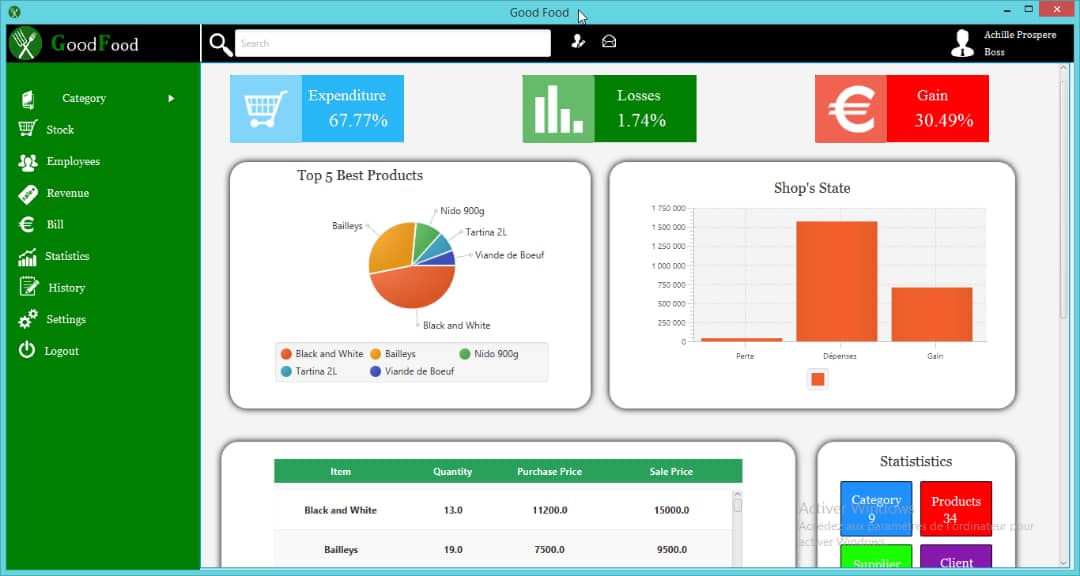 Good Food
GoodFood
Search
Achille Prospere
Boss
Category
Stock
Employees
Revenue
Bill
Statistics
History
Settings
Logout
Expenditure
67.77%
Losses
1.74%
Gain
30.49%
Top 5 Best Products
Nido 900g
Bailleys
Tartina 2L
Viande de Boeuf
Black and White
Black and White Bailleys Nido 900g
Tartina 2L Viande de Boeuf
Shop's State
1 750 000
1 500 000
1 250 000
1 000 000
750 000
500 000
250 000
0
Perte Dépenses Gain
Item Quantity Purchase Price Sale Price
Black and White 13.0 11200.0 15000.0
Bailleys 19.0 7500.0 9500.0
Statististics
Category
9
Products
34
Supplier
Client
Activer Windows
Accédez aux paramètres de l'ordinateur pour
activer Windows.